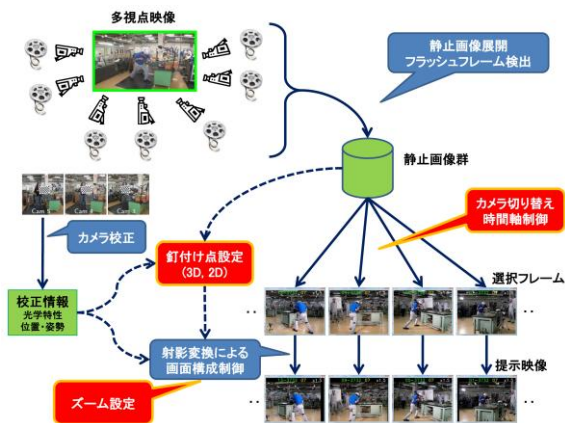 多視点映像
静止画像展開
フラッシュフレーム検出
静止画像群
カメラ校正
釘付け点設定
(3D, 2D)
カメラ切り替え
時間軸制御
選択フレーム
校正情報
光学特性
位置・姿勢
射影変換による
画面構成制御
提示映像
ズーム設定